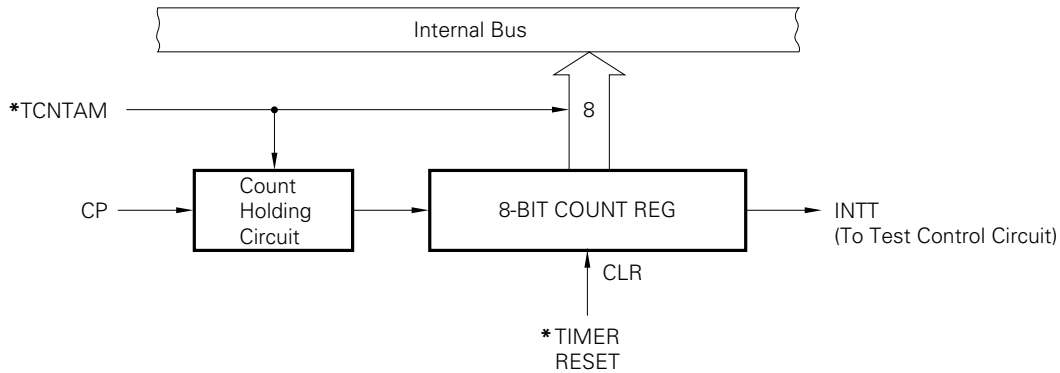 Internal Bus
*TCNTAM
8
CP
Count
Holding
Circuit
8-BIT COUNT REG
INTT
(To Test Control Circuit)
CLR
*TIMER
RESET